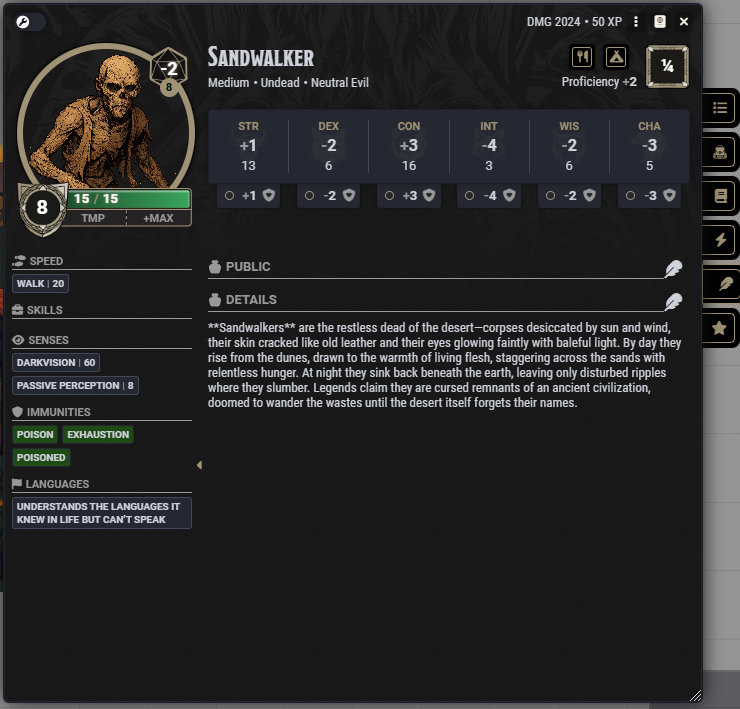 DMG 2024 • 50 XP
-2
8
SANDWALKER
Medium • Undead • Neutral Evil
Proficiency +2
¼
STR DEX CON INT WIS CHA
+1 -2 +3 -4 -2 -3
13 6 16 3 6 5
+1 -2 +3 -4 -2 -3
8
15 / 15
TMP +MAX
SPEED
WALK | 20
SKILLS
SENSES
DARKVISION | 60
PASSIVE PERCEPTION | 8
IMMUNITIES
POISON EXHAUSTION
POISONED
LANGUAGES
UNDERSTANDS THE LANGUAGES IT
KNEW IN LIFE BUT CAN'T SPEAK
PUBLIC
DETAILS
**Sandwalkers** are the restless dead of the desert—corpses desiccated by sun and wind,
their skin cracked like old leather and their eyes glowing faintly with baleful light. By day they
rise from the dunes, drawn to the warmth of living flesh, staggering across the sands with
relentless hunger. At night they sink back beneath the earth, leaving only disturbed ripples
where they slumber. Legends claim they are cursed remnants of an ancient civilization,
doomed to wander the wastes until the desert itself forgets their names.